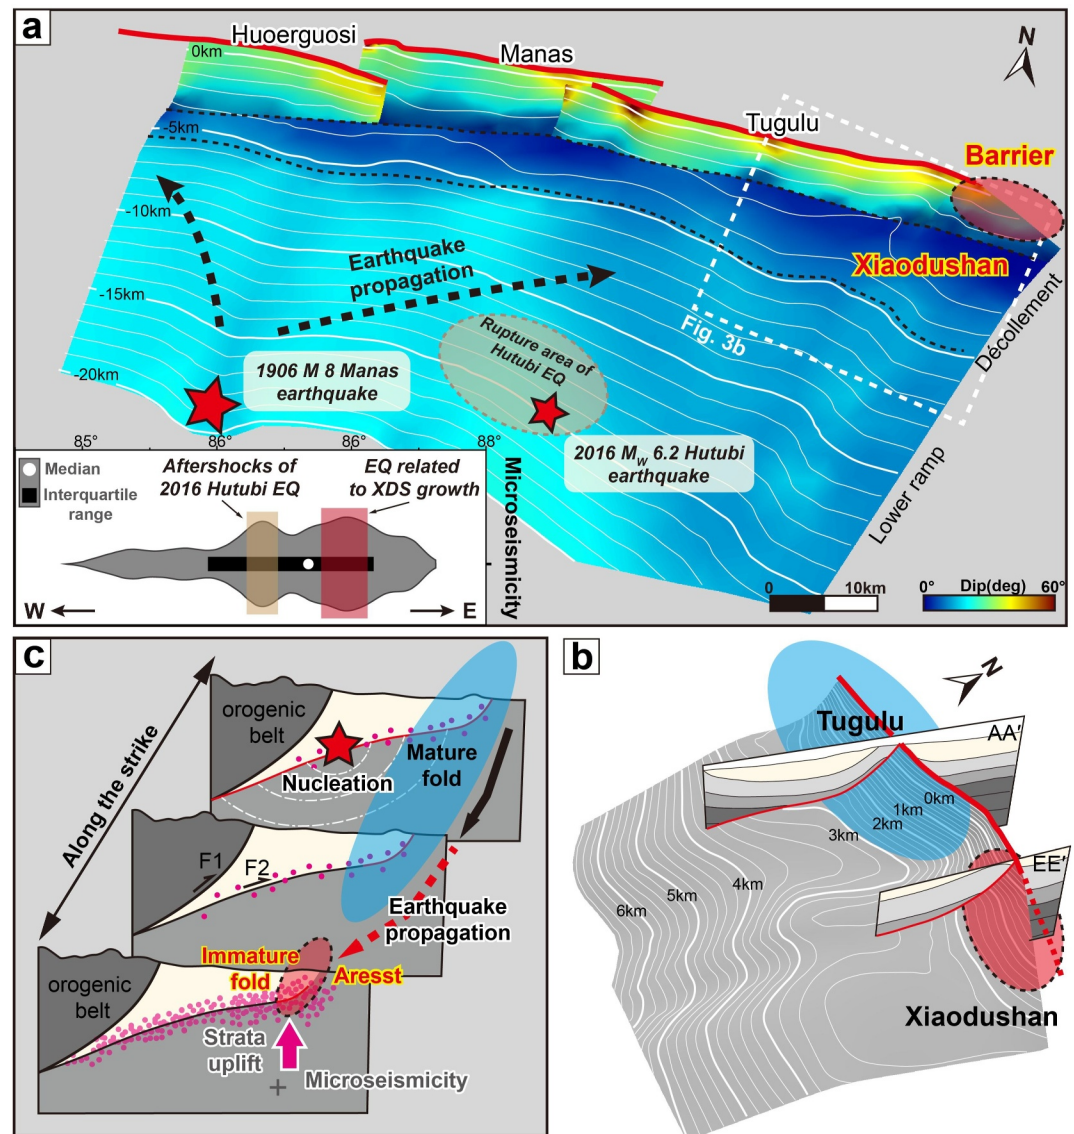 a
Huoerguosi
Manas
N
0km
Tugulu
-5km
Barrier
-10km
Earthquake
propagation
Xiaodushan
-15km
Fig. 3b
Décollement
Rupture area of
Hutubi EQ
-20km
1906 M 8 Manas
earthquake
2016 Mw 6.2 Hutubi
earthquake
Lower ramp
85°
86°
86°
88°
Median
Interquartile
range
Aftershocks of
2016 Hutubi EQ
EQ related
to XDS growth
W
E
Microseismicity
0
10km
0°
Dip(deg)
60°
c
Along the strike
orogenic
belt
Nucleation
Mature
fold
F1
F2
Earthquake
propagation
Immature
fold
Aresst
orogenic
belt
Strata
uplift
+
Microseismicity
b
N
Tugulu
AA'
0km
1km
2km
3km
4km
5km
6km
EE'
Xiaodushan